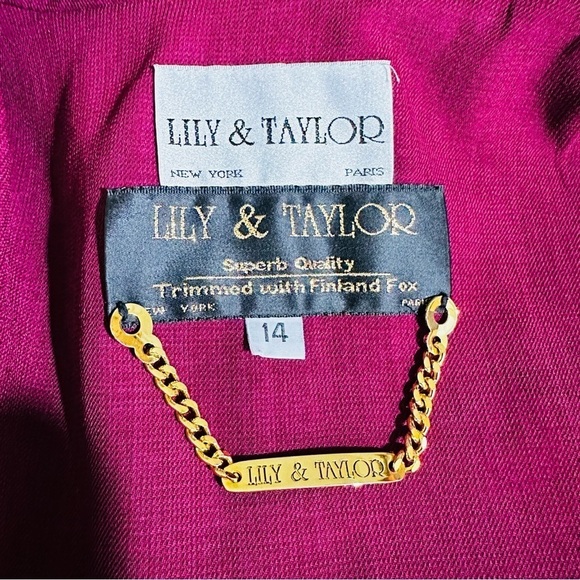 LILY & TAYLOR
NEW YORK PARIS
LILY & TAYLOR
Superb Quality
Trimmed with Finland Fox
YORK
14
LILY & TAYLOR